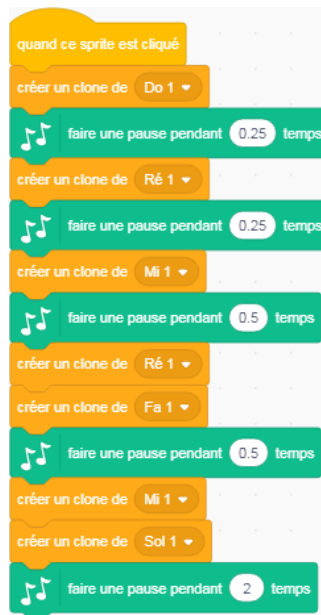 quand ce sprite est cliqué
créer un clone de Do 1
faire une pause pendant 0.25 temps
créer un clone de Ré 1
faire une pause pendant 0.25 temps
créer un clone de Mi 1
faire une pause pendant 0.5 temps
créer un clone de Ré 1
créer un clone de Fa 1
faire une pause pendant 0.5 temps
créer un clone de Mi 1
créer un clone de Sol 1
faire une pause pendant 2 temps